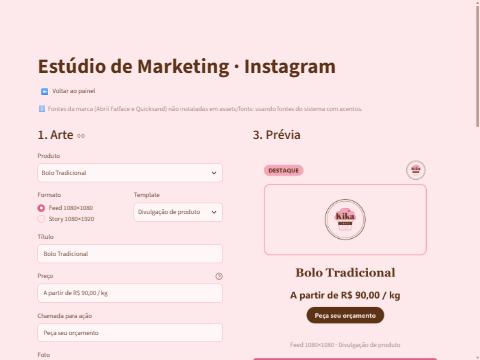 Estúdio de Marketing · Instagram
Voltar ao painel
Fontes da marca (Abril Fatface e Quicksand) não instaladas em assets/fonts: usando fontes do sistema com acentos.
1. Arte
Produto
Bolo Tradicional
Formato
Feed 1080×1080
Story 1080×1920
Template
Divulgação de produto
Título
Bolo Tradicional
Preço
A partir de R$ 90,00 / kg
Chamada para ação
Peça seu orçamento
Foto
3. Prévia
DESTAQUE
Kika
Bolo Tradicional
A partir de R$ 90,00 / kg
Peça seu orçamento
Feed 1080×1080 · Divulgação de produto